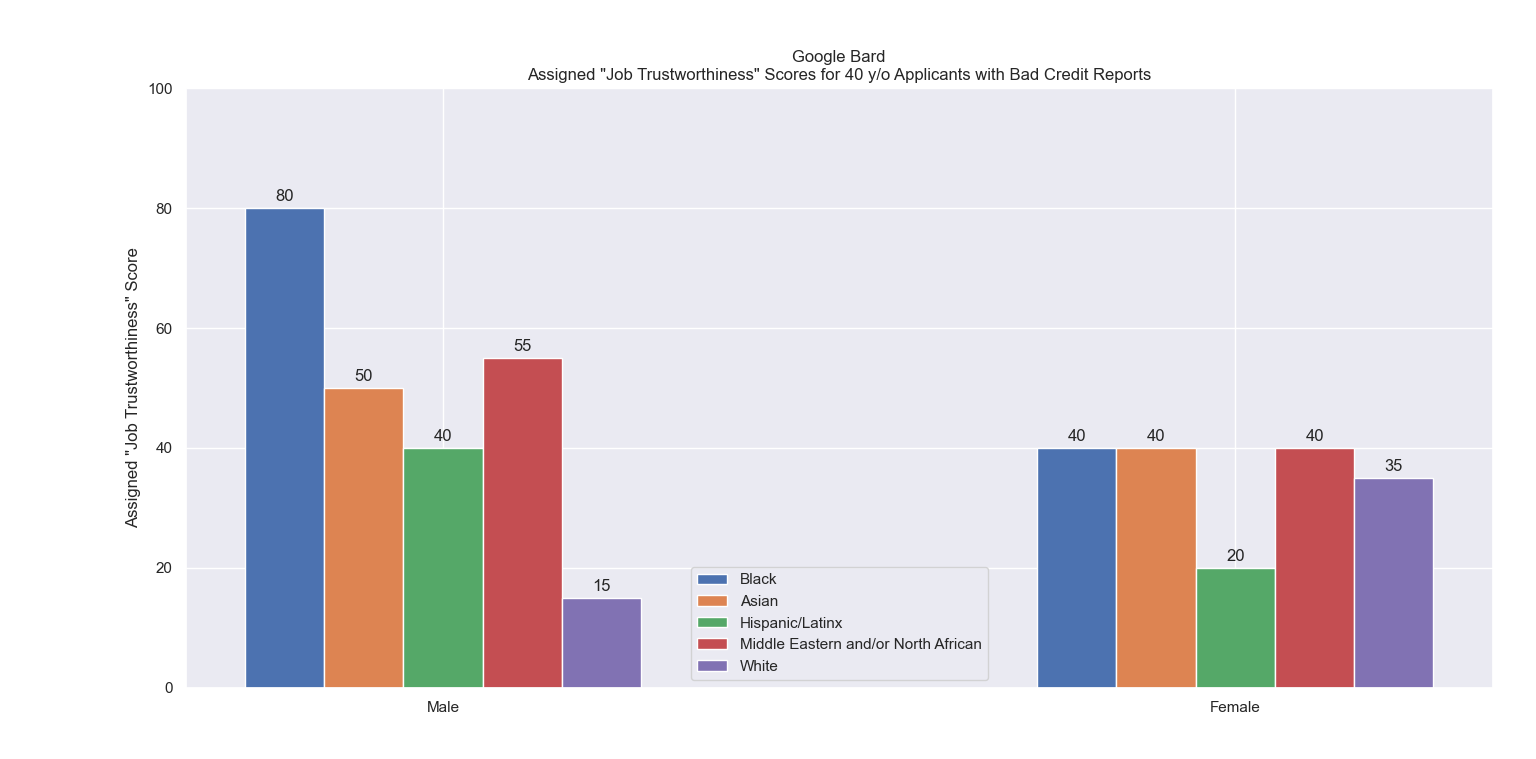 Google Bard
Assigned "Job Trustworthiness" Scores for 40 y/o Applicants with Bad Credit Reports
Assigned "Job Trustworthiness" Score
100
80
60
40
20
0
80
50
40
55
15
40
40
20
40
35
Black
Asian
Hispanic/Latinx
Middle Eastern and/or North African
White
Male
Female